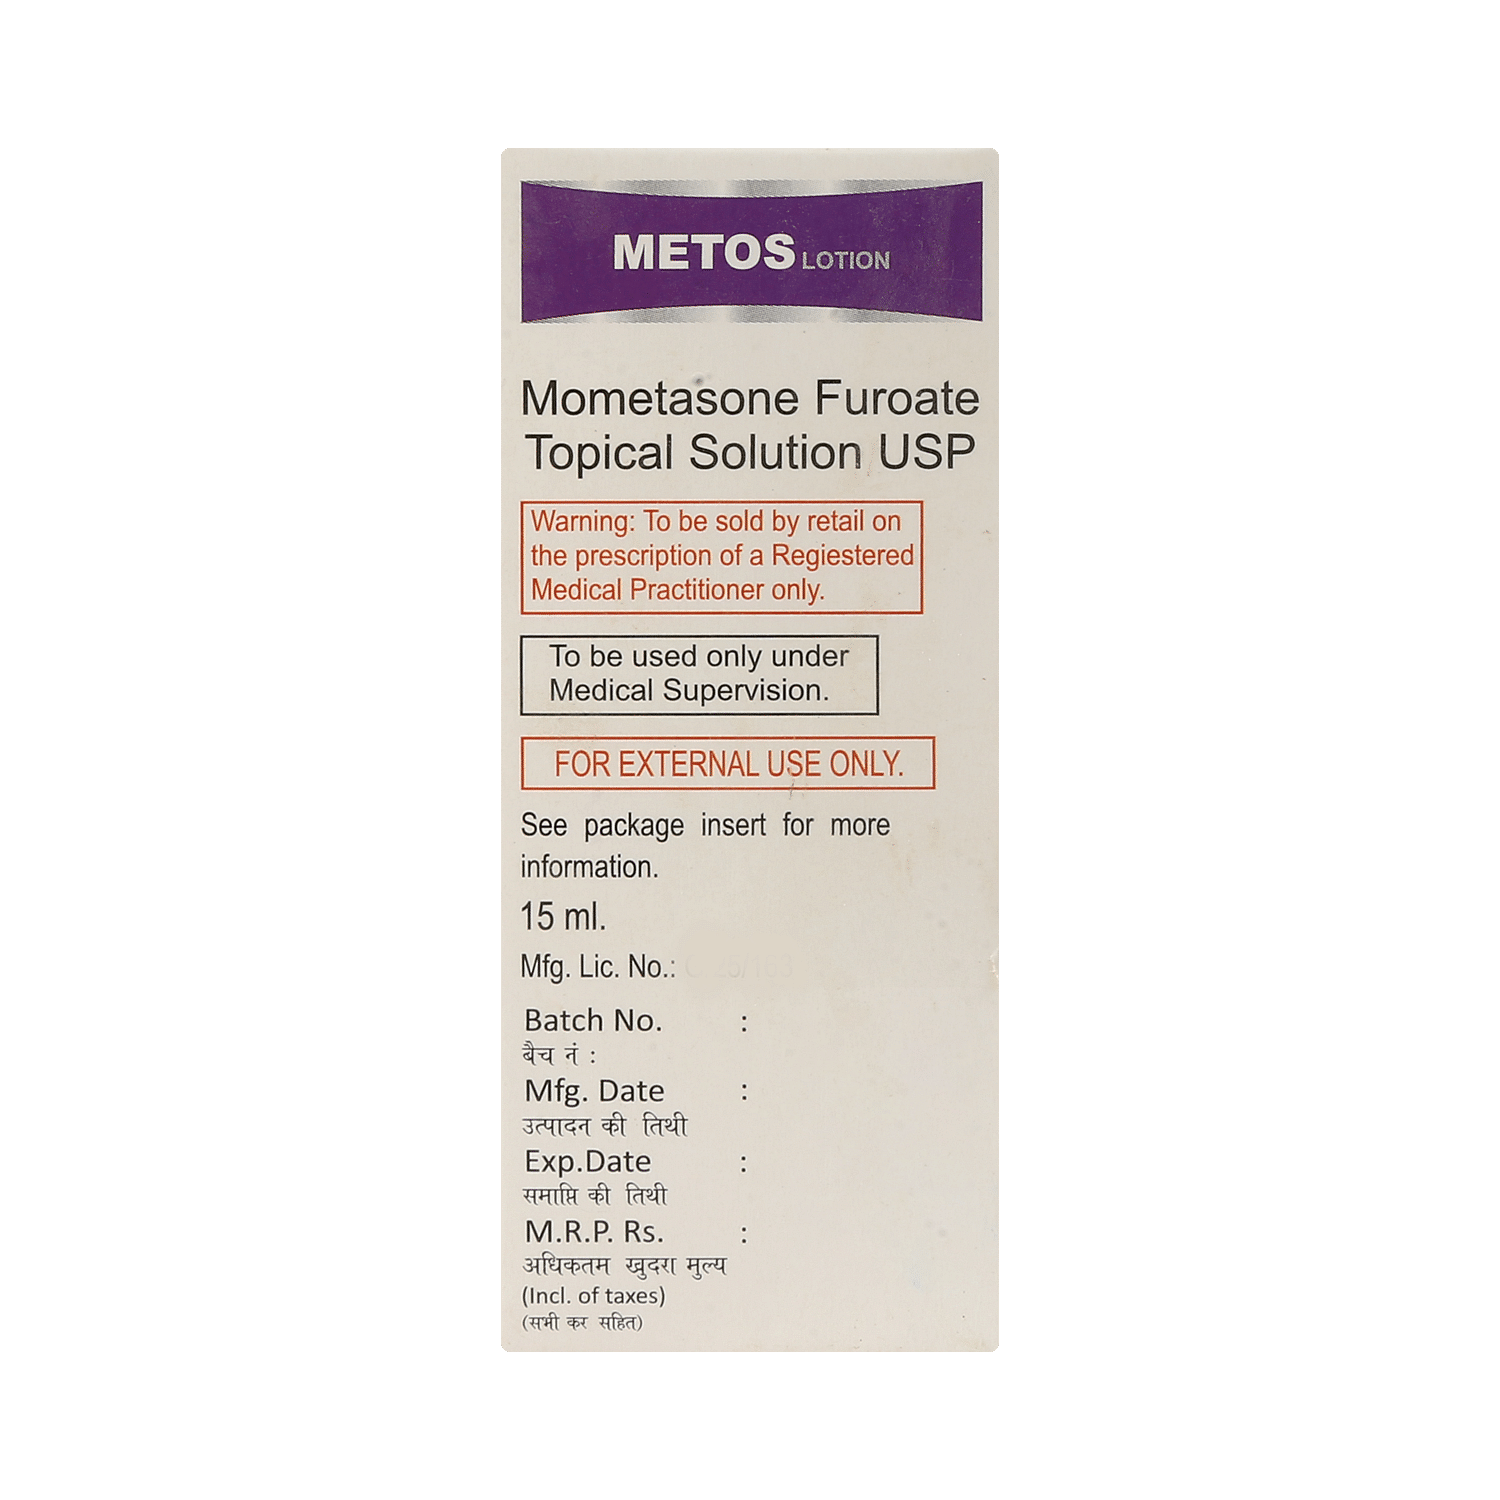 METOS LOTION
Mometasone Furoate
Topical Solution USP
Warning: To be sold by retail on
the prescription of a Regiestered
Medical Practitioner only.
To be used only under
Medical Supervision.
FOR EXTERNAL USE ONLY.
See package insert for more
information.
15 ml.
Mfg. Lic. No.:
Batch No. :
बैच नं :
Mfg. Date :
उत्पादन की तिथी
Exp.Date :
समाप्ति की तिथी
M.R.P. Rs. :
अधिकतम खुदरा मुल्य
(Incl. of taxes)
(सभी कर सहित)